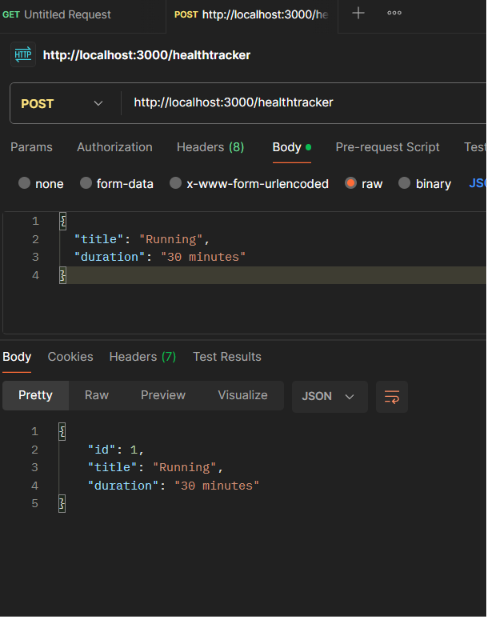 GET Untitled Request POST http://localhost:3000/he
HTTP http://localhost:3000/healthtracker
POST http://localhost:3000/healthtracker
Params Authorization Headers (8) Body Pre-request Script Test
none form-data x-www-form-urlencoded raw binary JSO
1 {
2 "title": "Running",
3 "duration": "30 minutes"
4 }
Body Cookies Headers (7) Test Results
Pretty Raw Preview Visualize JSON
1 {
2 "id": 1,
3 "title": "Running",
4 "duration": "30 minutes"
5 }